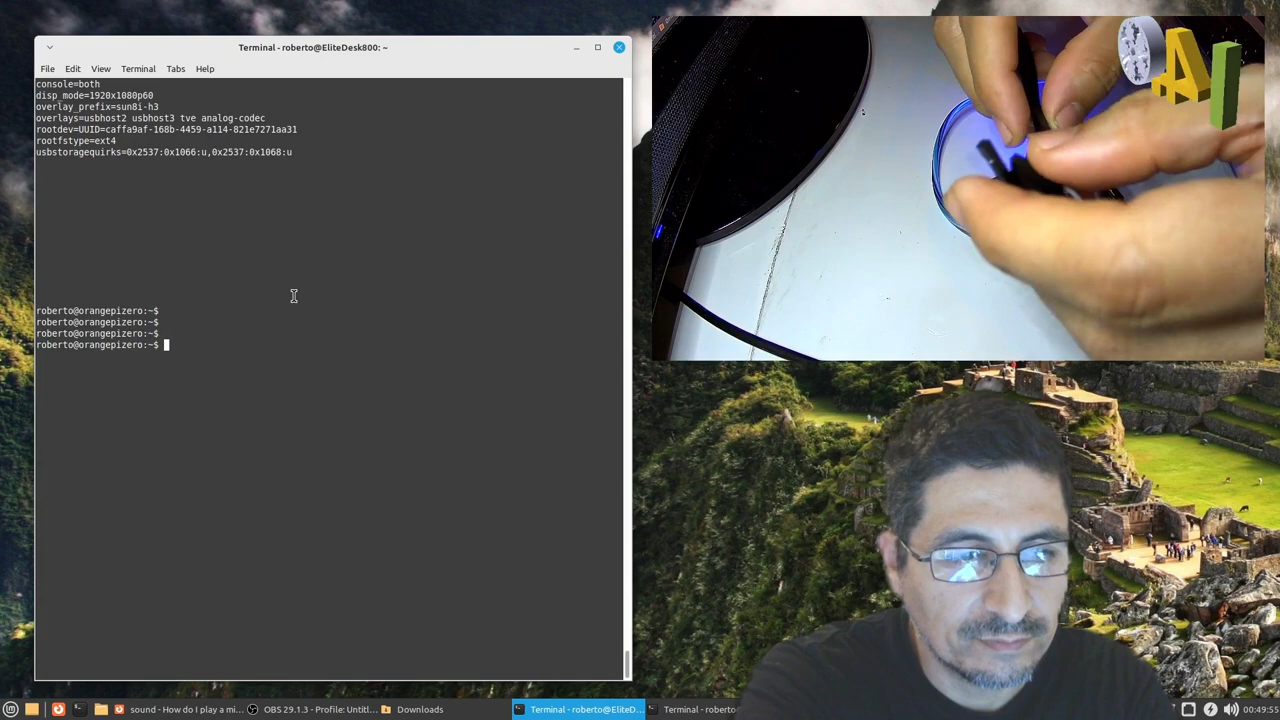 Terminal - roberto@EliteDesk800: ~
File Edit View Terminal Tabs Help
console=both
disp_mode=1920x1080p60
overlay_prefix=sun8i-h3
overlays=usbhost2 usbhost3 tve analog-codec
rootdev=UUID=caffa9af-168b-4459-a114-821e7271aa31
rootfstype=ext4
usbstoragequirks=0x2537:0x1066:u,0x2537:0x1068:u
roberto@orangepizero:~$
roberto@orangepizero:~$
roberto@orangepizero:~$
roberto@orangepizero:~$
sound - How do I play a mi... OBS 29.1.3 - Profile: Untitl... Downloads Terminal - roberto@EliteD... Terminal - roberto 00:49:55